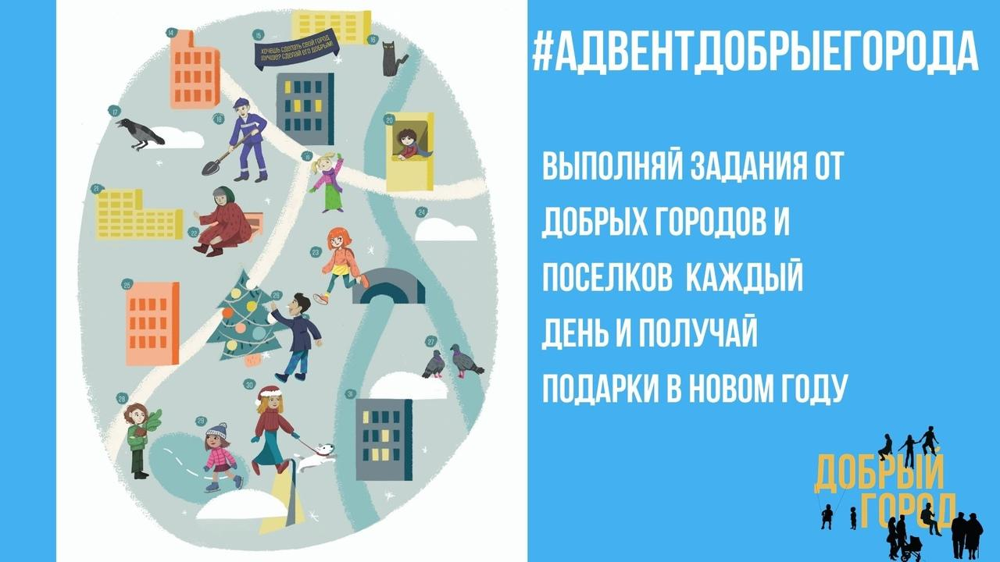 14
15
ХОЧЕШЬ СДЕЛАТЬ СВОЙ ГОРОД
ЛУЧШЕ? СДЕЛАЙ ЕГО ДОБРЫМ!
16
17
18
19
20
21
22
23
24
25
26
27
28
29
30
31
#АДВЕНТДОБРЫЕГОРОДА
ВЫПОЛНЯЙ ЗАДАНИЯ ОТ
ДОБРЫХ ГОРОДОВ И
ПОСЕЛКОВ КАЖДЫЙ
ДЕНЬ И ПОЛУЧАЙ
ПОДАРКИ В НОВОМ ГОДУ
ДОБРЫЙ
ГОРОД